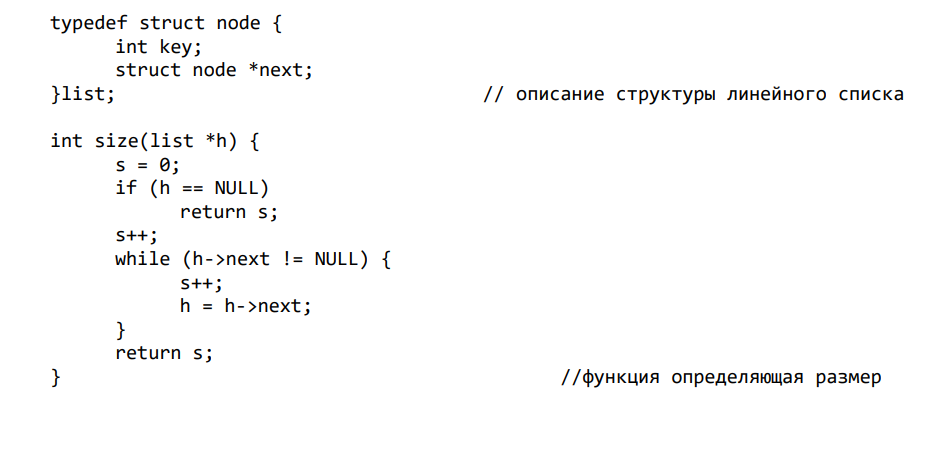 typedef struct node {
int key;
struct node *next;
}list; // описание структуры линейного списка
int size(list *h) {
s = 0;
if (h == NULL)
return s;
s++;
while (h->next != NULL) {
s++;
h = h->next;
}
return s;
} //функция определяющая размер